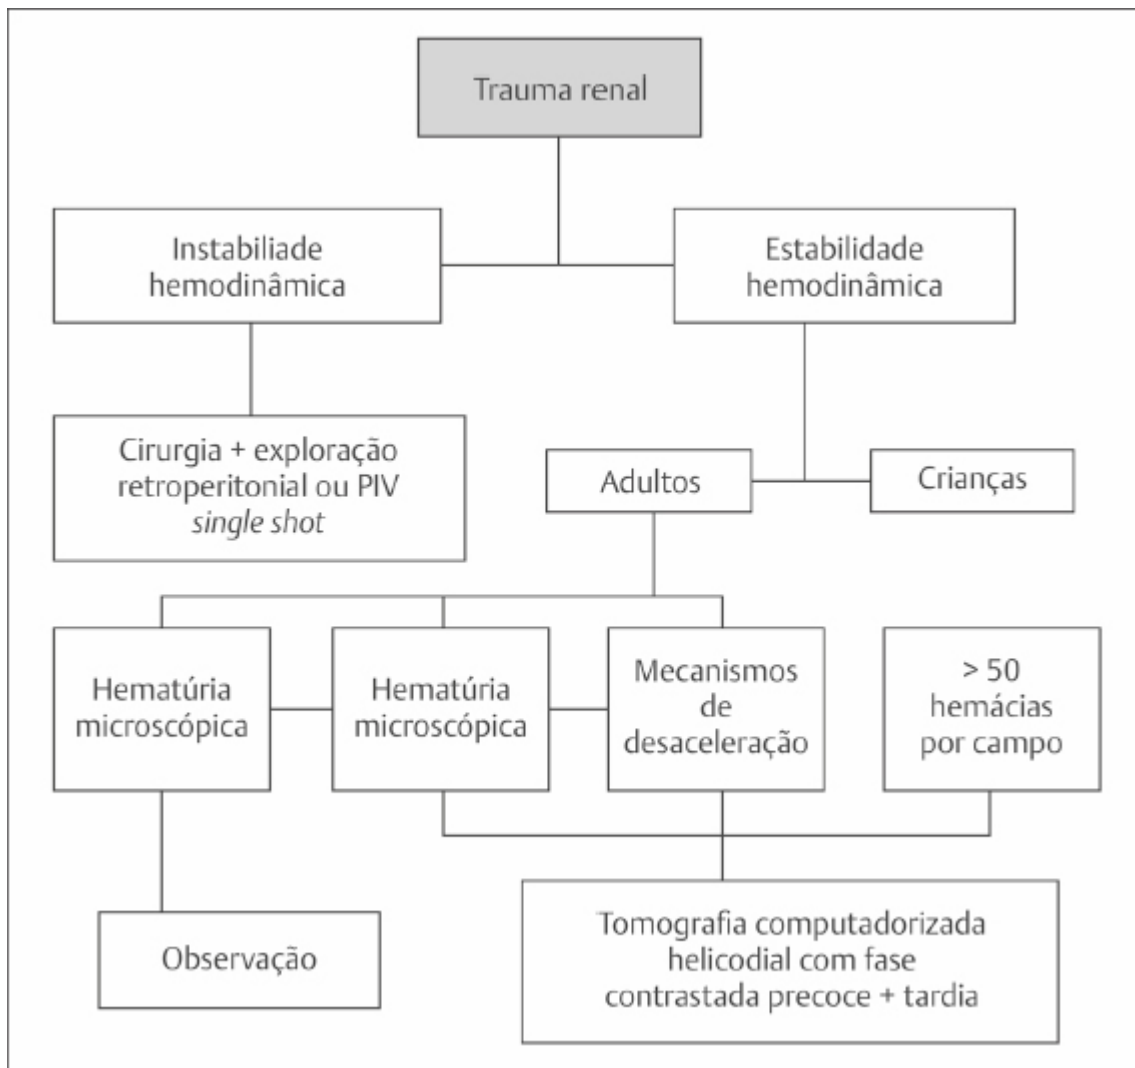 Trauma renal
Instabiliade
hemodinâmica
Estabilidade
hemodinâmica
Cirurgia + exploração
retroperitonial ou PIV
single shot
Adultos
Crianças
Hematúria
microscópica
Hematúria
microscópica
Mecanismos
de
desaceleração
> 50
hemácias
por campo
Observação
Tomografia computadorizada
helicodial com fase
contrastada precoce + tardia